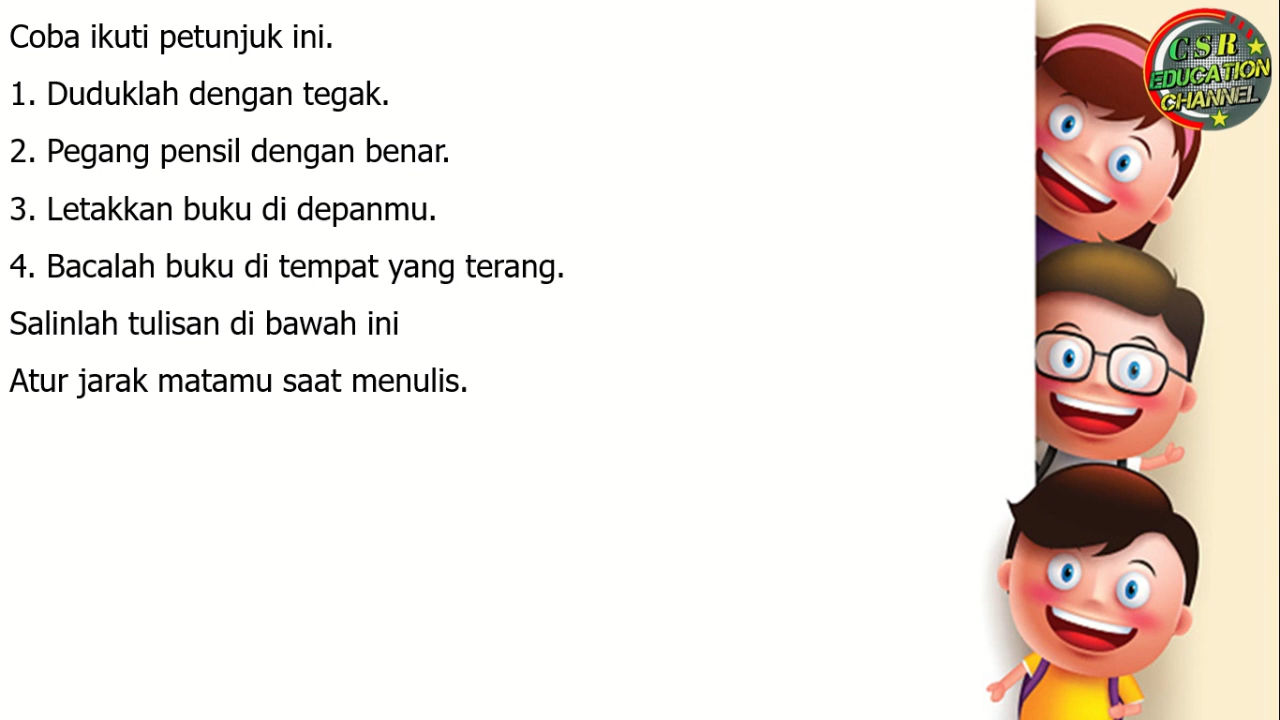 Coba ikuti petunjuk ini.
1. Duduklah dengan tegak.
2. Pegang pensil dengan benar.
3. Letakkan buku di depanmu.
4. Bacalah buku di tempat yang terang.
Salinlah tulisan di bawah ini
Atur jarak matamu saat menulis.
CSR
EDUCATION
CHANNEL